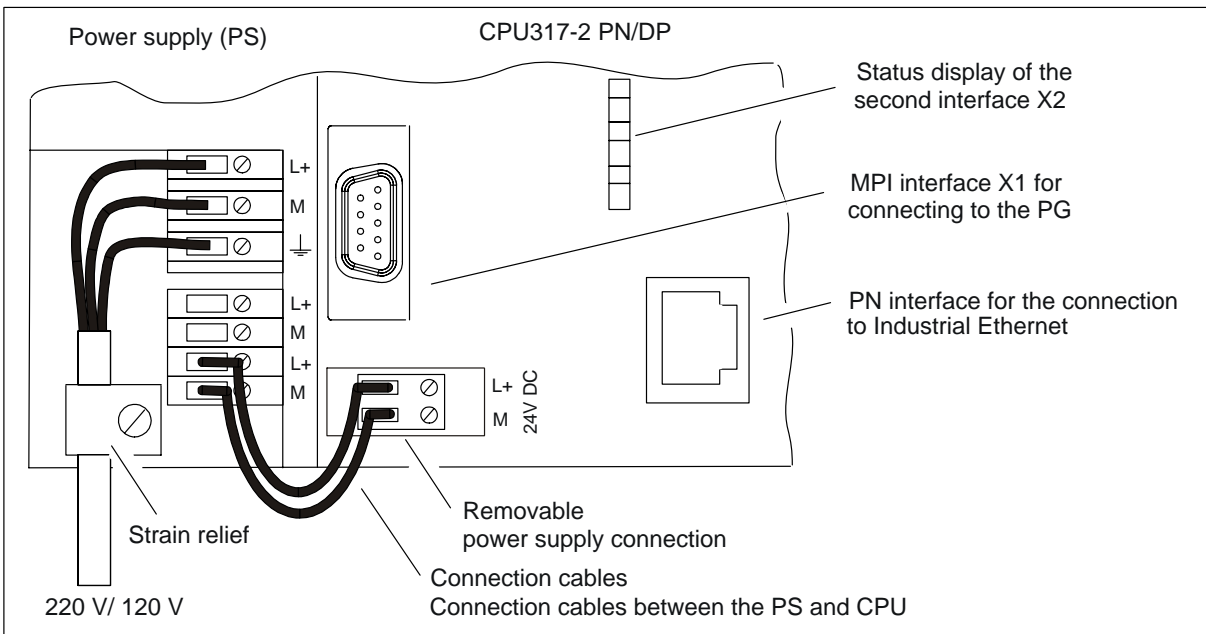 Power supply (PS)
CPU317-2 PN/DP
Status display of the
second interface X2
MPI interface X1 for
connecting to the PG
PN interface for the connection
to Industrial Ethernet
L+
M
L+
M
L+
M
L+
M
24V DC
Strain relief
Removable
power supply connection
Connection cables
Connection cables between the PS and CPU
220 V/ 120 V